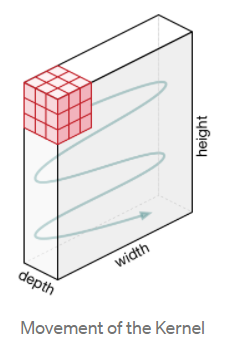 height
width
depth
Movement of the Kernel